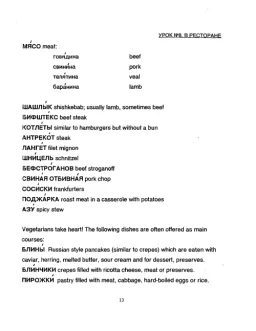 УРОК №8. В РЕСТОРАНЕ
МЯ́СО meat:
говя́дина beef
свини́на pork
теля́тина veal
бара́нина lamb
ШАШЛЫ́К shishkebab; usually lamb, sometimes beef
БИФШТЕ́КС beef steak
КОТЛЕ́ТЫ similar to hamburgers but without a bun
АНТРЕКО́Т steak
ЛАНГЕ́Т filet mignon
ШНИ́ЦЕЛЬ schnitzel
БЕФСТРО́ГАНОВ beef stroganoff
СВИНА́Я ОТБИВНА́Я pork chop
СОСИ́СКИ frankfurters
ПОДЖА́РКА roast meat in a casserole with potatoes
АЗУ́ spicy stew
Vegetarians take heart! The following dishes are often offered as main
courses:
БЛИНЫ́ Russian style pancakes (similar to crepes) which are eaten with
caviar, herring, melted butter, sour cream and for dessert, preserves.
БЛИ́НЧИКИ crepes filled with ricotta cheese, meat or preserves.
ПИРОЖКИ́ pastry filled with meat, cabbage, hard-boiled eggs or rice.
13